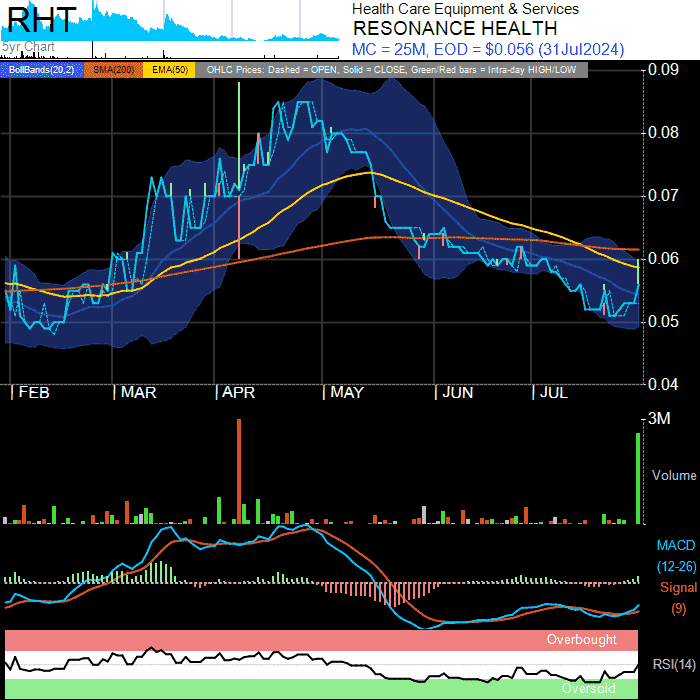 RHT
5yr Chart
Health Care Equipment & Services
RESONANCE HEALTH
MC = 25M, EOD = $0.056 (31Jul2024)
BollBands(20,2) SMA(200) EMA(50) OHLC Prices: Dashed = OPEN, Solid = CLOSE, Green/Red bars = Intra-day HIGH/LOW
0.09
0.08
0.07
0.06
0.05
0.04
| FEB | MAR | APR | MAY | JUN | JUL
3M
Volume
MACD
(12-26)
Signal
(9)
Overbought
RSI(14)
Oversold